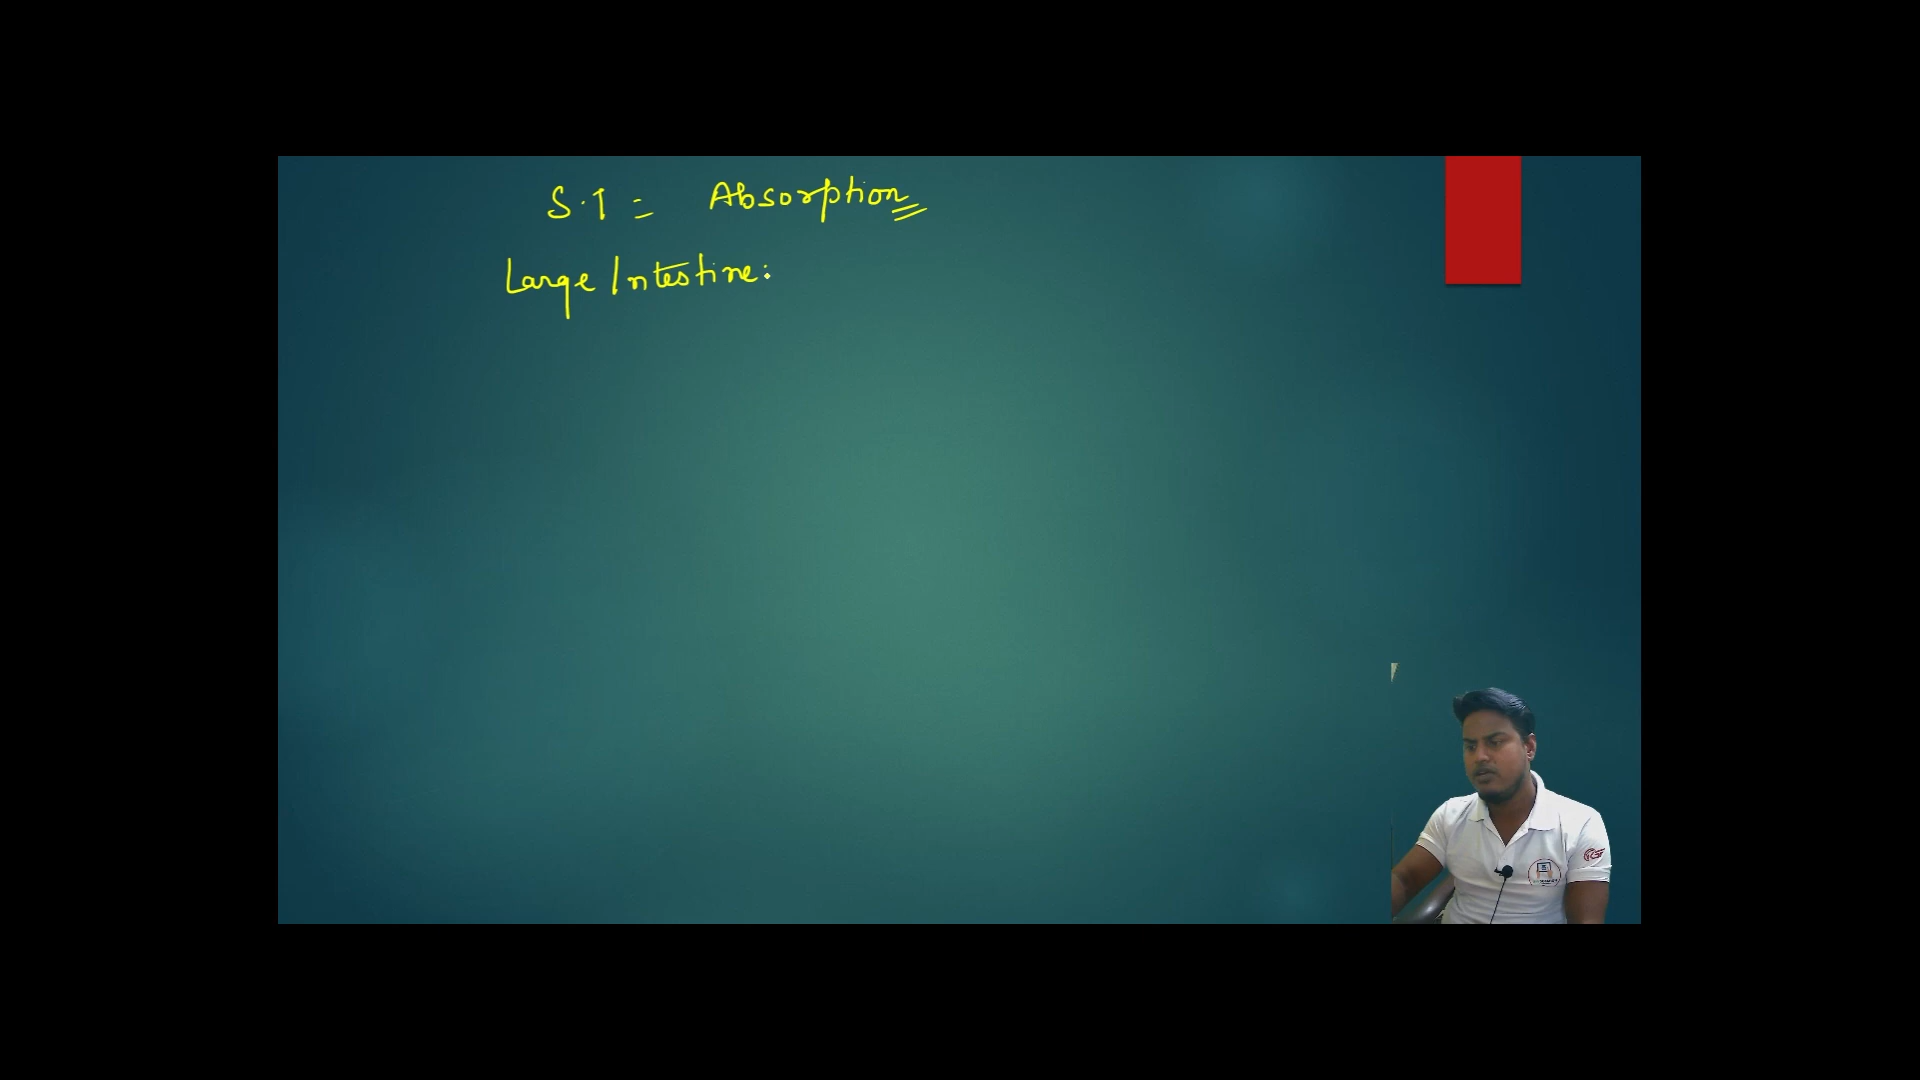 S.I = Absorption
Large Intestine: